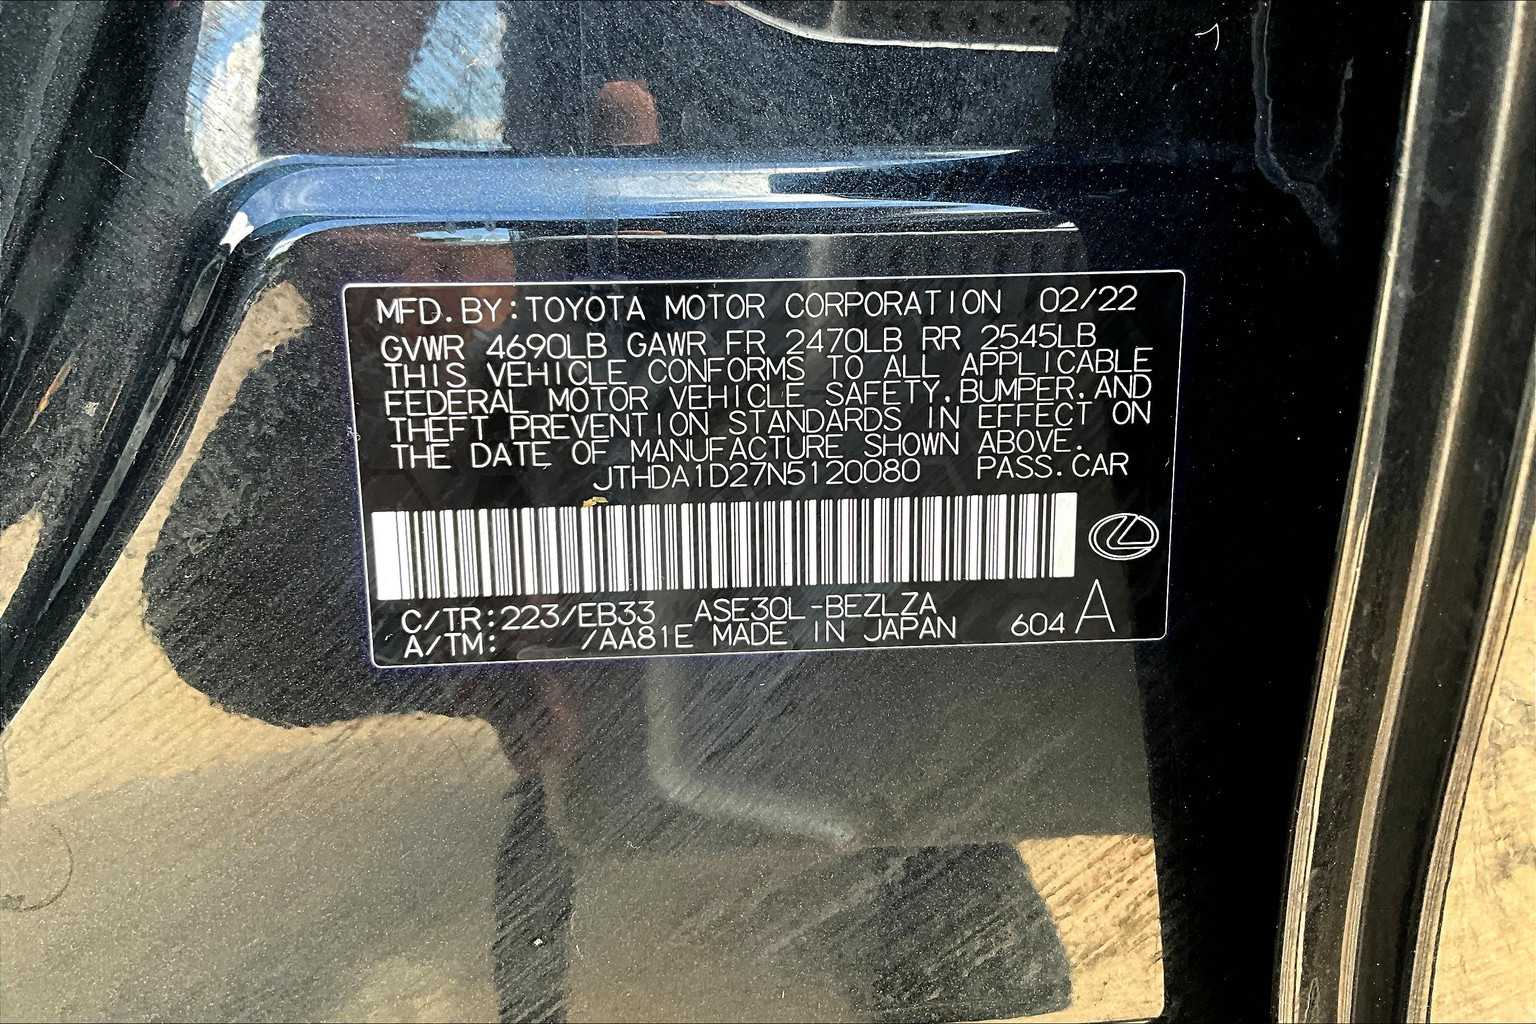 MFD. BY: TOYOTA MOTOR CORPORATION 02/22
GVWR 4690LB GAWR FR 2470LB RR 2545LB
THIS VEHICLE CONFORMS TO ALL APPLICABLE
FEDERAL MOTOR VEHICLE SAFETY, BUMPER, AND
THEFT PREVENTION STANDARDS IN EFFECT ON
THE DATE OF MANUFACTURE SHOWN ABOVE.
JTHDA1D27N5120080 PASS. CAR
C/TR: 223/EB33 ASE30L-BEZLZA
A/TM: /AA81E MADE IN JAPAN 604 A